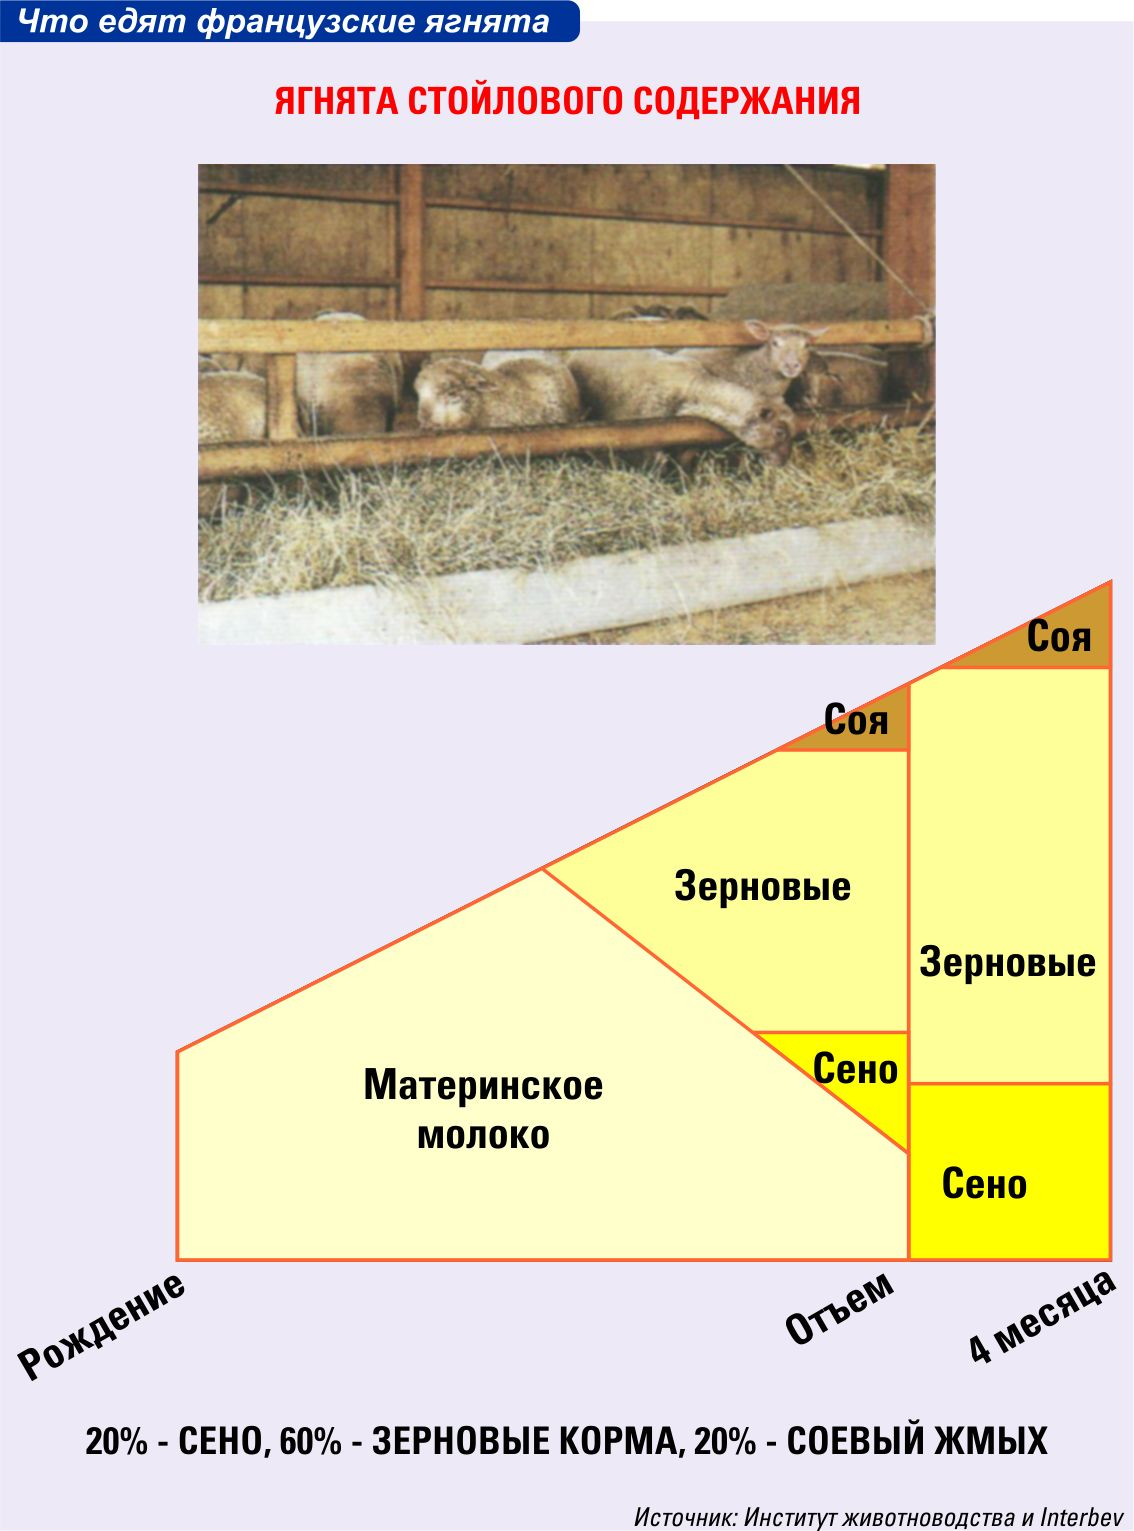 Что едят французские ягнята
ЯГНЯТА СТОЙЛОВОГО СОДЕРЖАНИЯ
Соя
Соя
Зерновые
Зерновые
Сено
Материнское
молоко
Сено
Рождение
Отъем
4 месяца
20% - СЕНО, 60% - ЗЕРНОВЫЕ КОРМА, 20% - СОЕВЫЙ ЖМЫХ
Источник: Институт животноводства и Interbev